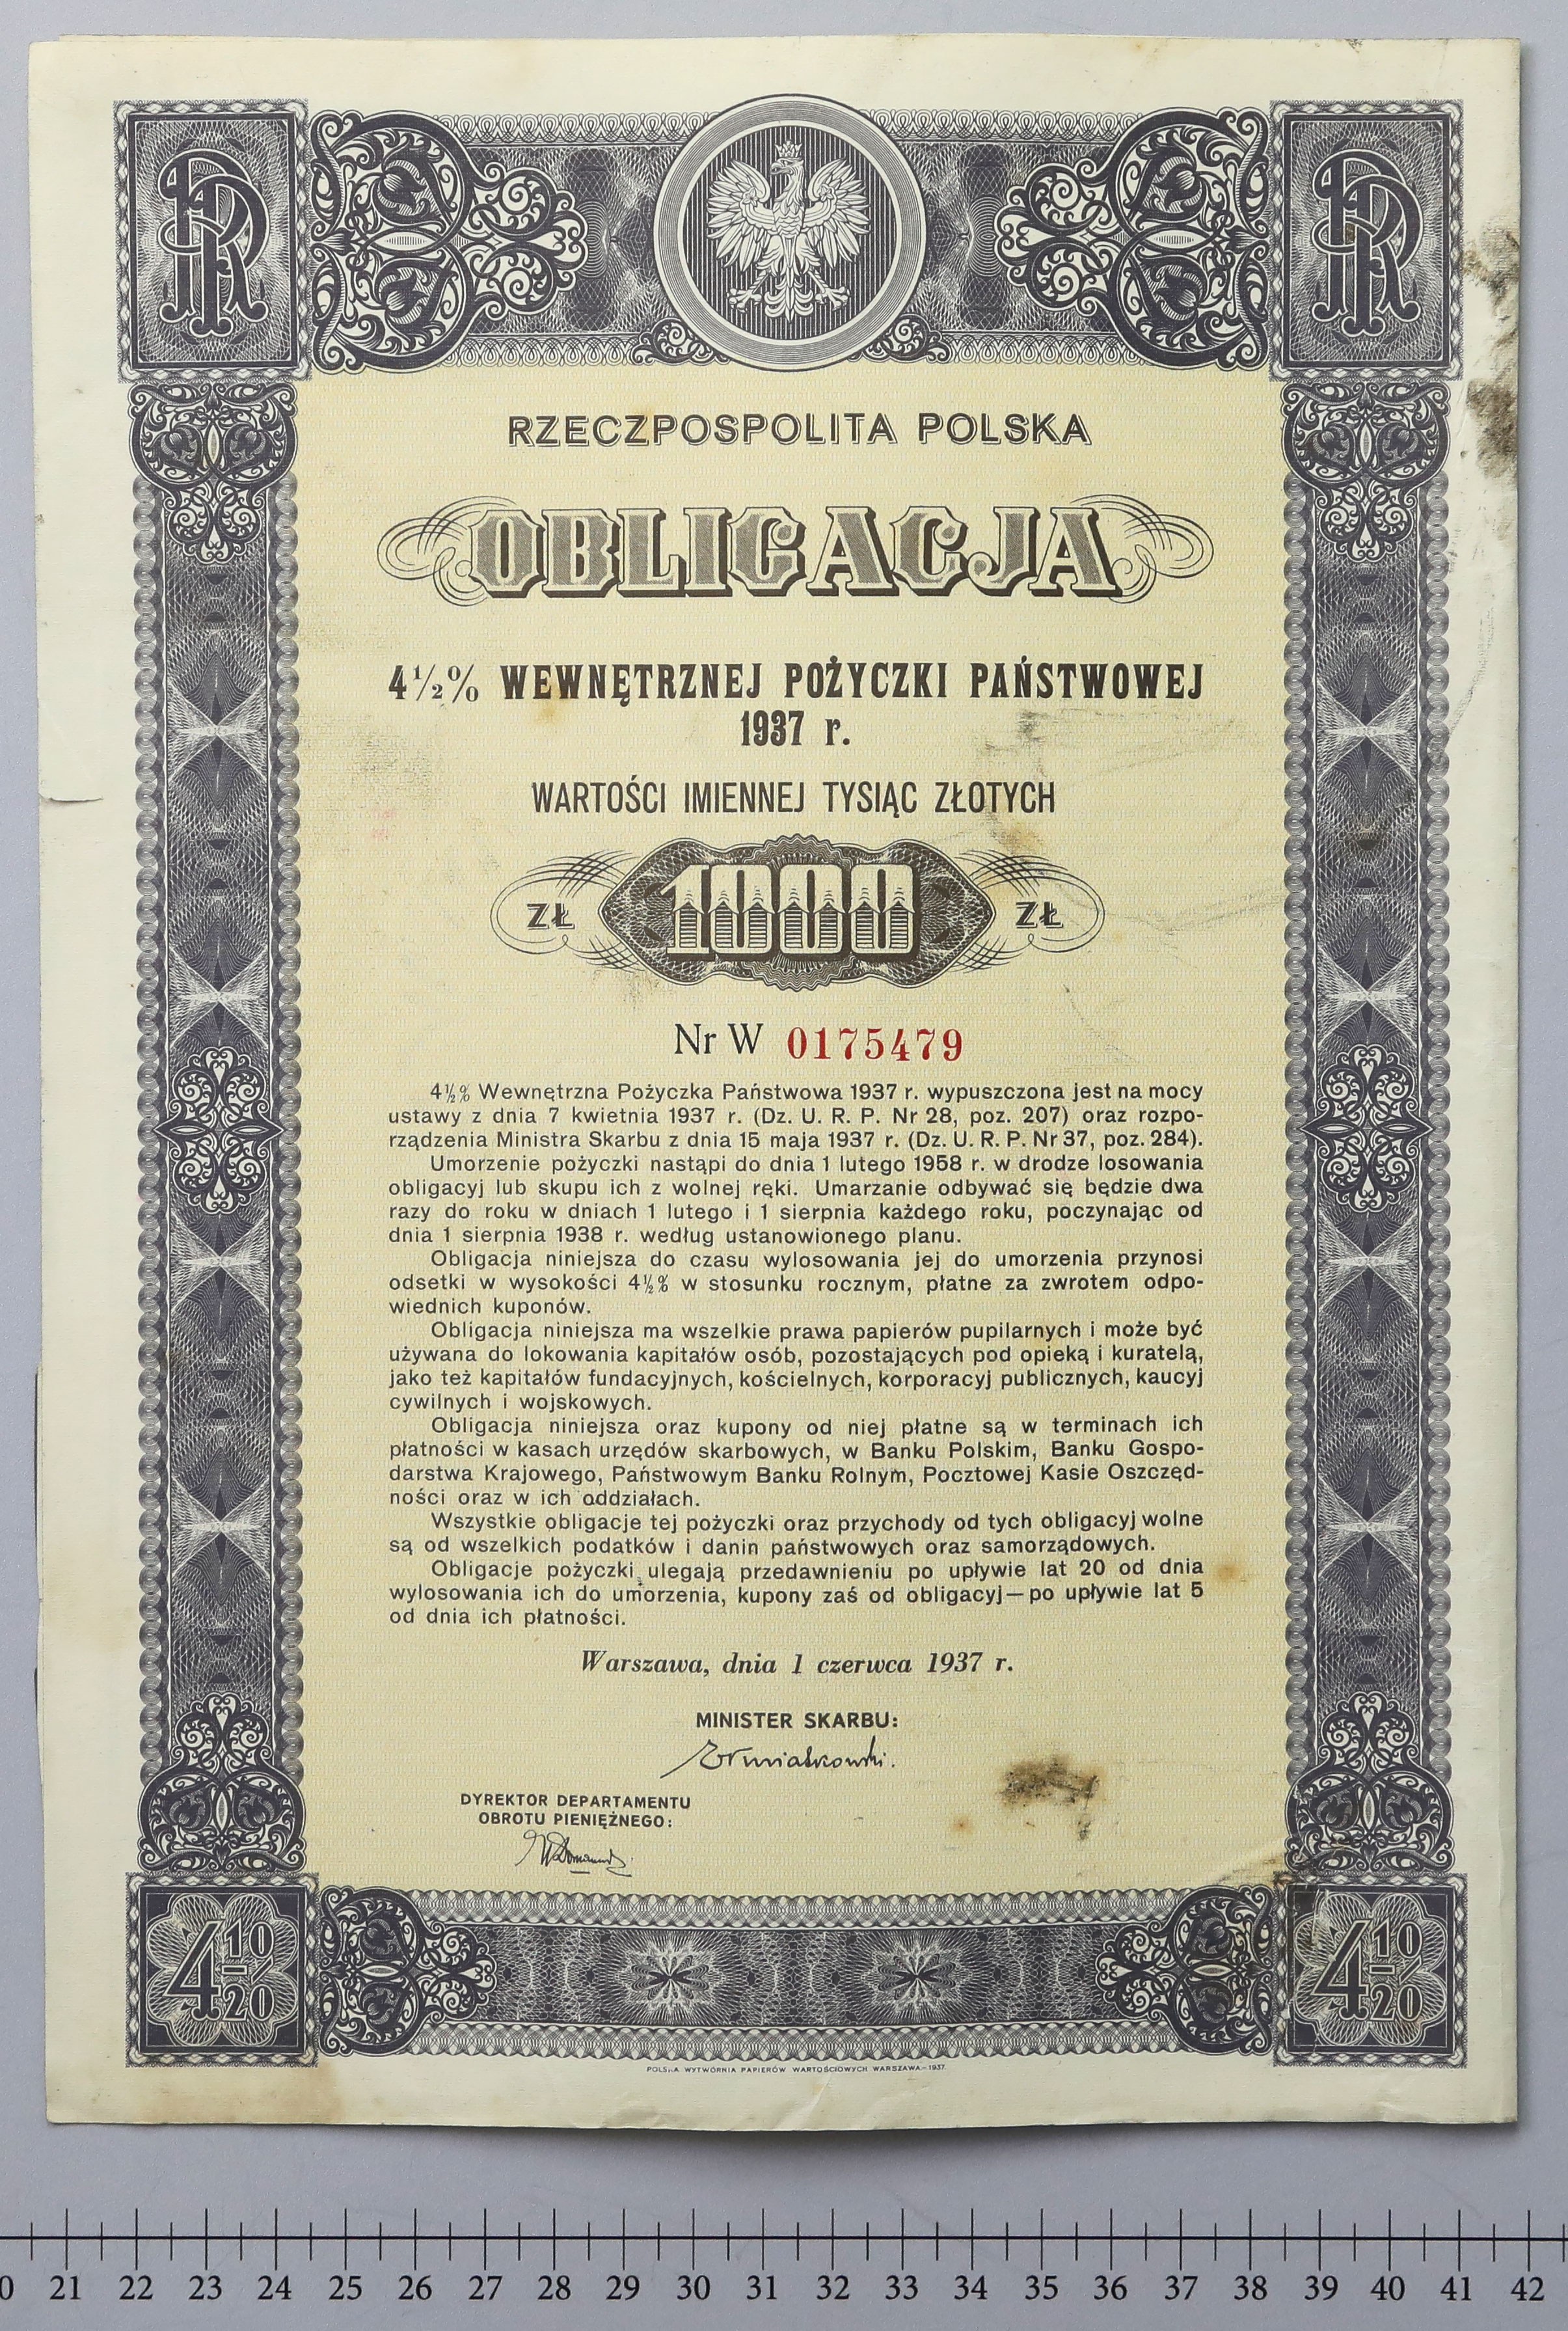 RP RP
RZECZPOSPOLITA POLSKA
OBLIGACJA
4½% WEWNĘTRZNEJ POŻYCZKI PAŃSTWOWEJ
1937 r.
WARTOŚCI IMIENNEJ TYSIĄC ZŁOTYCH
ZŁ 1000 ZŁ
Nr W 0175479
4½% Wewnętrzna Pożyczka Państwowa 1937 r. wypuszczona jest na mocy
ustawy z dnia 7 kwietnia 1937 r. (Dz. U. R. P. Nr 28, poz. 207) oraz rozpo-
rządzenia Ministra Skarbu z dnia 15 maja 1937 r. (Dz. U. R. P. Nr 37, poz. 284).
Umorzenie pożyczki nastąpi do dnia 1 lutego 1958 r. w drodze losowania
obligacyj lub skupu ich z wolnej ręki. Umarzanie odbywać się będzie dwa
razy do roku w dniach 1 lutego i 1 sierpnia każdego roku, poczynając od
dnia 1 sierpnia 1938 r. według ustanowionego planu.
Obligacja niniejsza do czasu wylosowania jej do umorzenia przynosi
odsetki w wysokości 4½% w stosunku rocznym, płatne za zwrotem odpo-
wiednich kuponów.
Obligacja niniejsza ma wszelkie prawa papierów pupilarnych i może być
używana do lokowania kapitałów osób, pozostających pod opieką i kuratelą,
jako też kapitałów fundacyjnych, kościelnych, korporacyj publicznych, kaucyj
cywilnych i wojskowych.
Obligacja niniejsza oraz kupony od niej płatne są w terminach ich
płatności w kasach urzędów skarbowych, w Banku Polskim, Banku Gospo-
darstwa Krajowego, Państwowym Banku Rolnym, Pocztowej Kasie Oszczęd-
ności oraz w ich oddziałach.
Wszystkie obligacje tej pożyczki oraz przychody od tych obligacyj wolne
są od wszelkich podatków i danin państwowych oraz samorządowych.
Obligacje pożyczki ulegają przedawnieniu po upływie lat 20 od dnia
wylosowania ich do umorzenia, kupony zaś od obligacyj — po upływie lat 5
od dnia ich płatności.
Warszawa, dnia 1 czerwca 1937 r.
MINISTER SKARBU:
DYREKTOR DEPARTAMENTU
OBROTU PIENIĘŻNEGO:
4 10/20 4 10/20
POLSKA WYTWÓRNIA PAPIERÓW WARTOŚCIOWYCH WARSZAWA—1937.
0 21 22 23 24 25 26 27 28 29 30 31 32 33 34 35 36 37 38 39 40 41 42